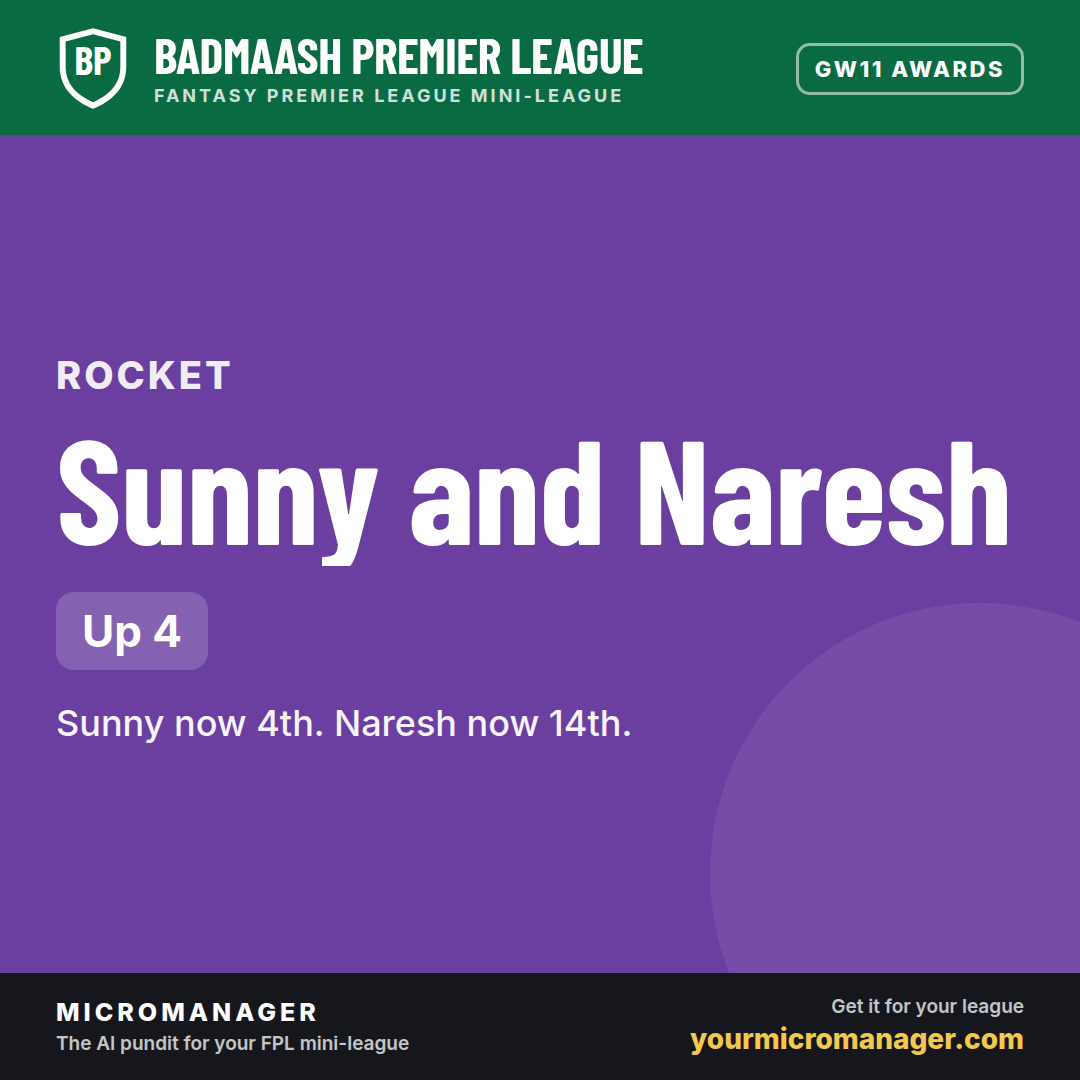 BP
BADMAASH PREMIER LEAGUE
FANTASY PREMIER LEAGUE MINI-LEAGUE
GW11 AWARDS
ROCKET
Sunny and Naresh
Up 4
Sunny now 4th. Naresh now 14th.
MICROMANAGER
The AI pundit for your FPL mini-league
Get it for your league
yourmicromanager.com